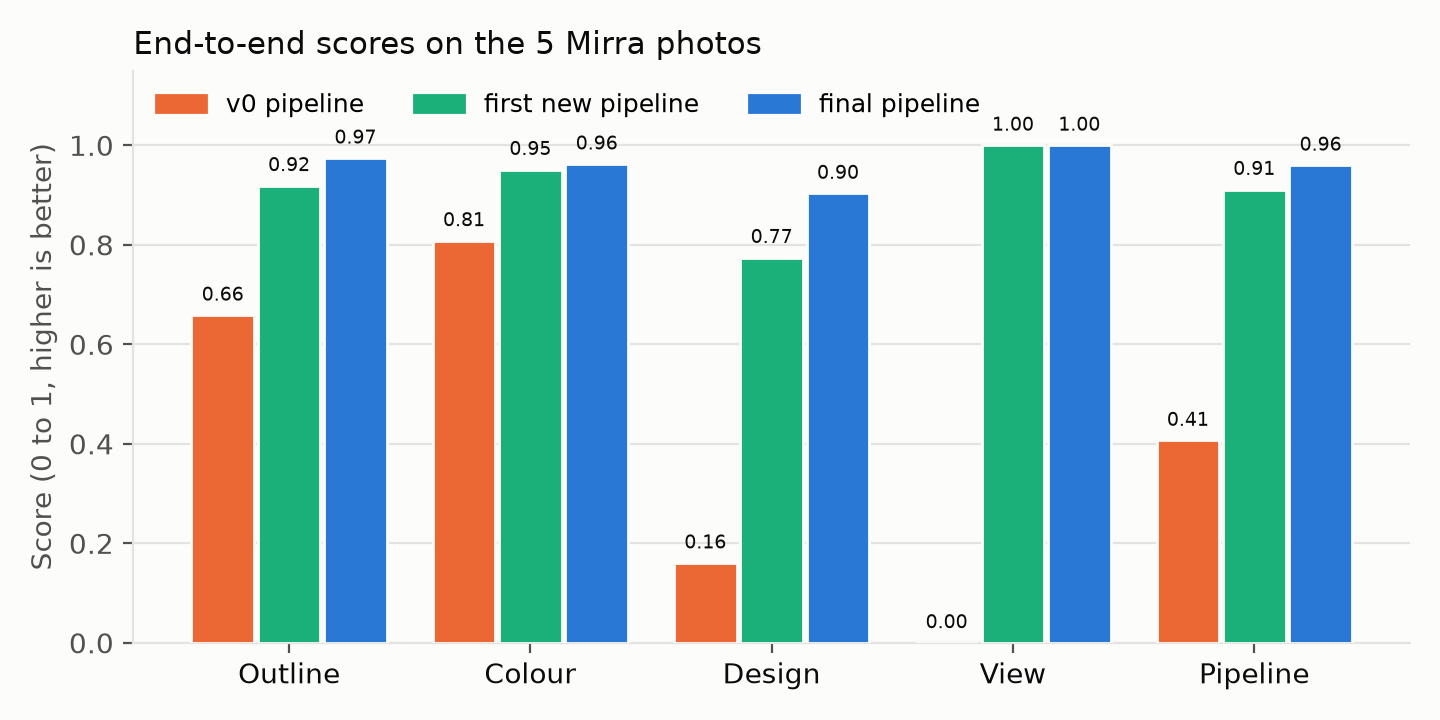 End-to-end scores on the 5 Mirra photos
v0 pipeline first new pipeline final pipeline
Score (0 to 1, higher is better)
1.0
0.8
0.6
0.4
0.2
0.0
0.66 0.92 0.97
0.81 0.95 0.96
0.16 0.77 0.90
0.00 1.00 1.00
0.41 0.91 0.96
Outline Colour Design View Pipeline